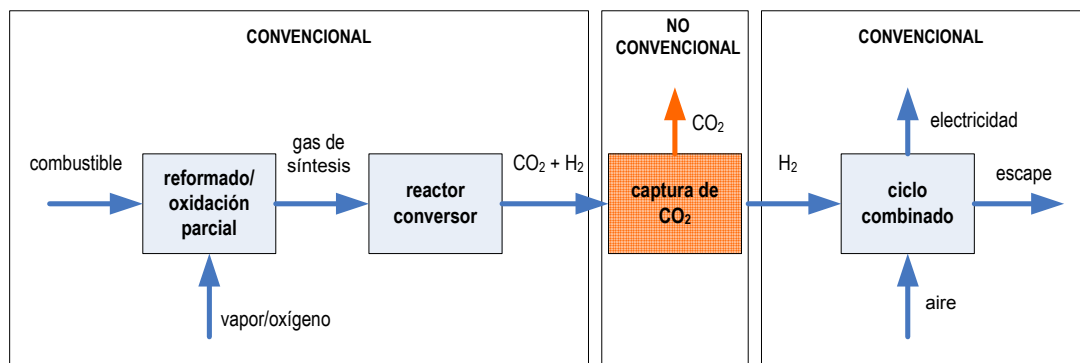 CONVENCIONAL
NO
CONVENCIONAL
CONVENCIONAL
combustible
reformado/
oxidación
parcial
vapor/oxígeno
gas de
síntesis
reactor
conversor
CO₂ + H₂
CO₂
captura de
CO₂
H₂
electricidad
ciclo
combinado
escape
aire